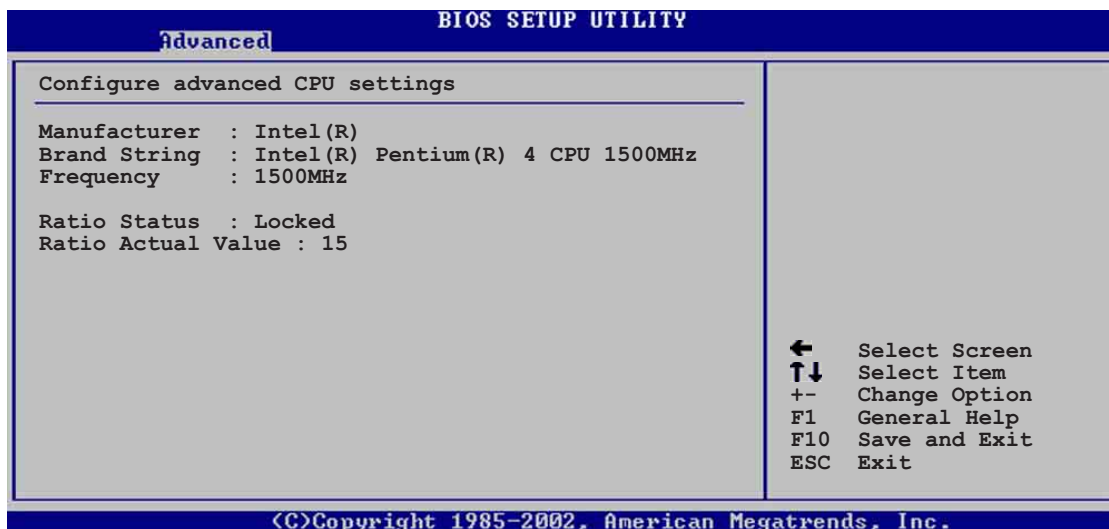 BIOS SETUP UTILITY
Advanced
Configure advanced CPU settings
Manufacturer : Intel(R)
Brand String : Intel(R) Pentium(R) 4 CPU 1500MHz
Frequency : 1500MHz
Ratio Status : Locked
Ratio Actual Value : 15
← Select Screen
↑↓ Select Item
+- Change Option
F1 General Help
F10 Save and Exit
ESC Exit
(C)Copyright 1985-2002, American Megatrends, Inc.